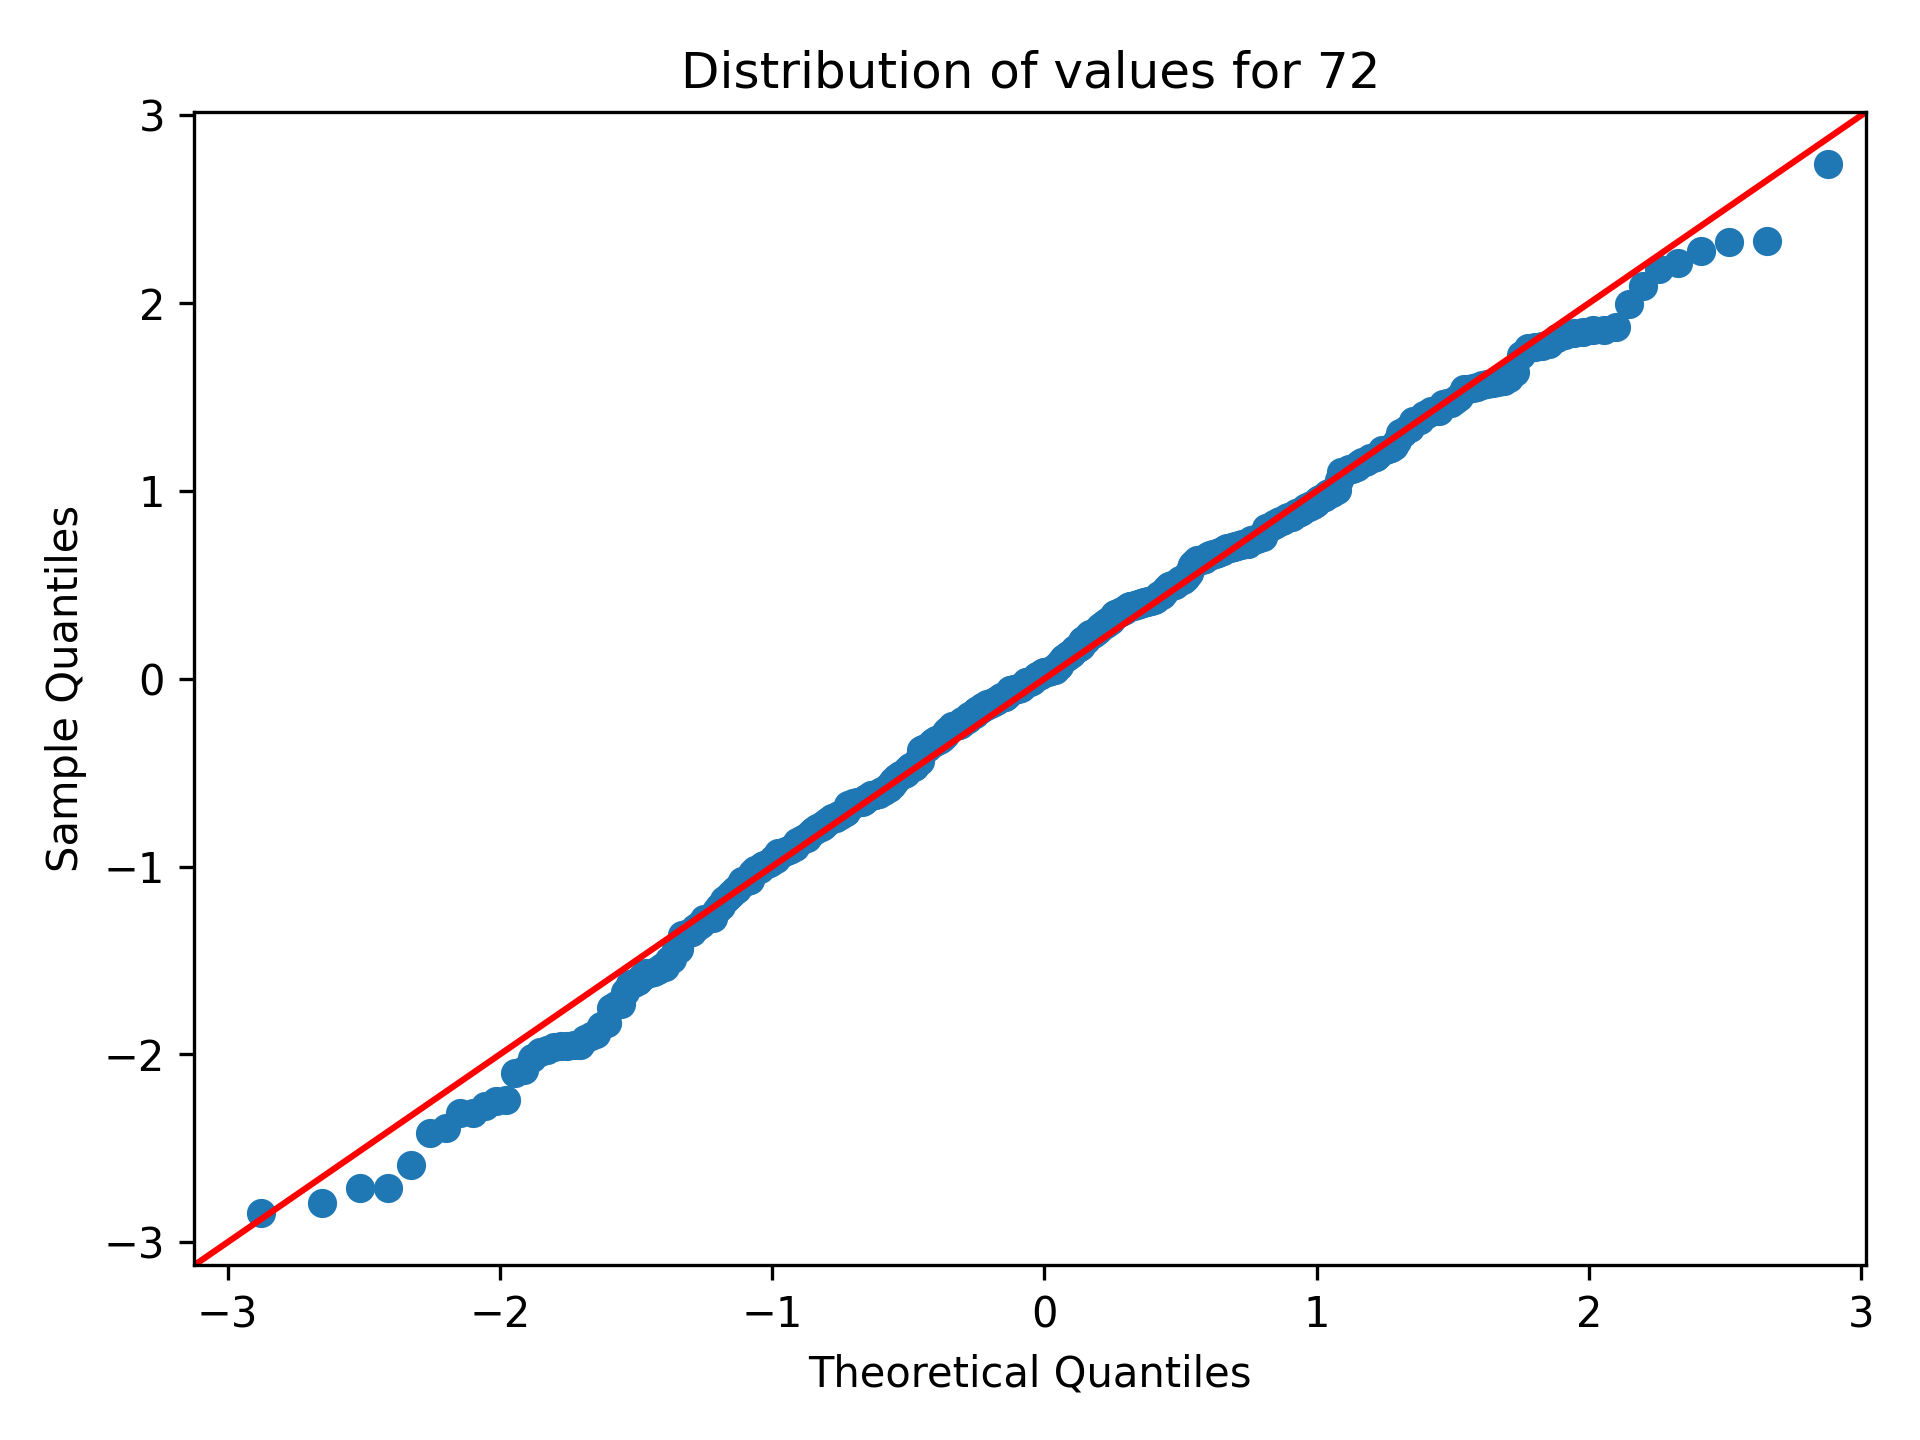 Distribution of values for 72
3
2
1
0
−1
−2
−3
Sample Quantiles
−3 −2 −1 0 1 2 3
Theoretical Quantiles